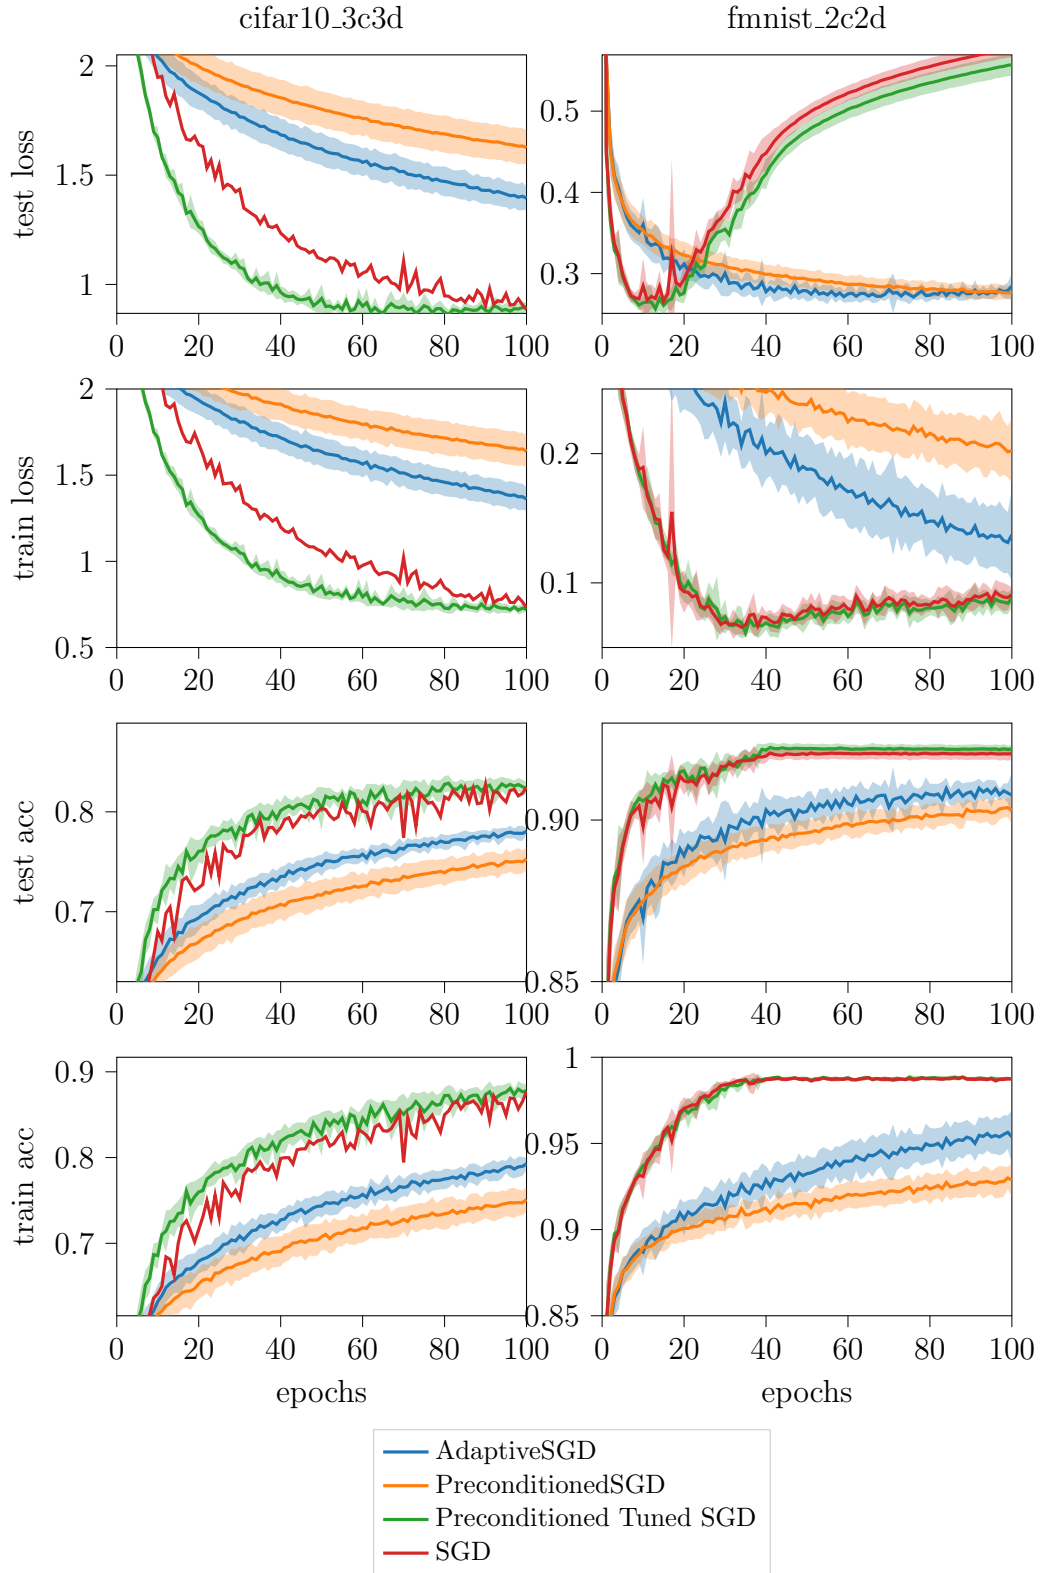 cifar10_3c3d
fmnist_2c2d
test loss
2
1.5
1
0 20 40 60 80 100
0.5
0.4
0.3
0 20 40 60 80 100
train loss
2
1.5
1
0.5
0 20 40 60 80 100
0.2
0.1
0 20 40 60 80 100
test acc
0.8
0.7
0 20 40 60 80 100
0.90
0.85
0 20 40 60 80 100
train acc
0.9
0.8
0.7
0 20 40 60 80 100
epochs
1
0.95
0.9
0.85
0 20 40 60 80 100
epochs
AdaptiveSGD
PreconditionedSGD
Preconditioned Tuned SGD
SGD